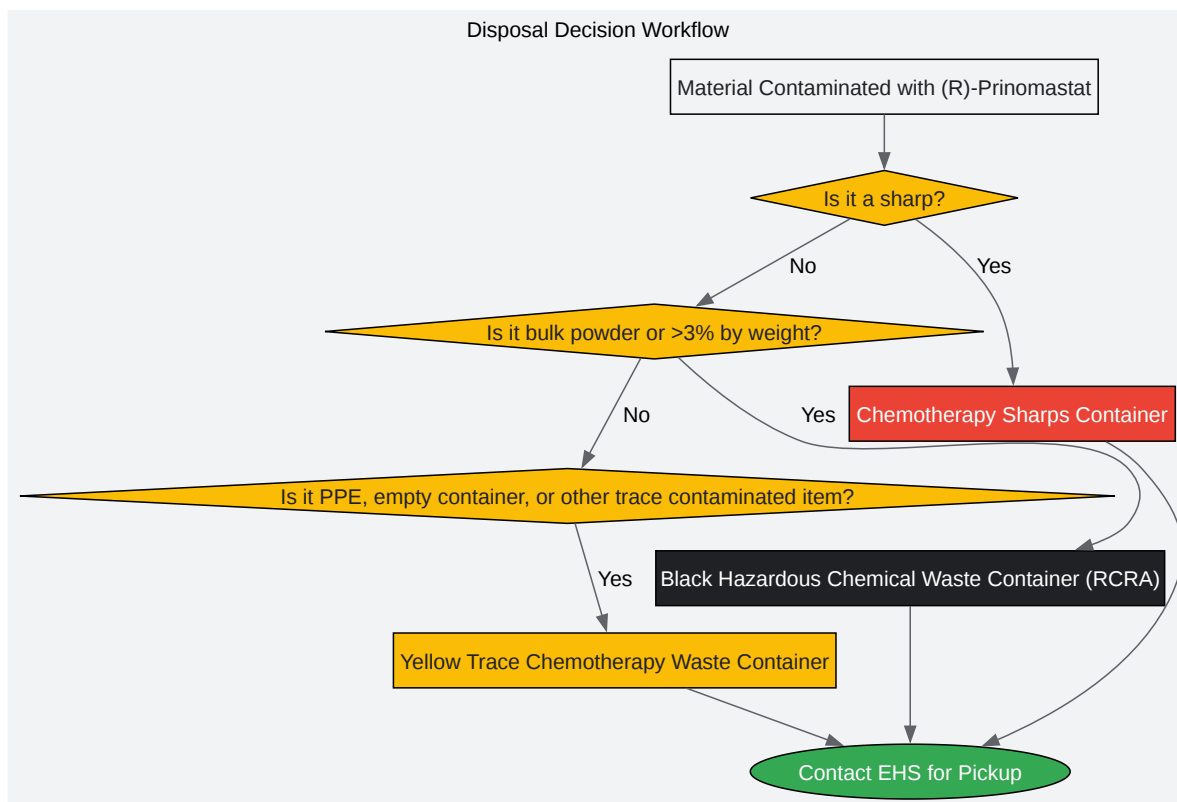 Disposal Decision Workflow
Material Contaminated with (R)-Prinomastat
Is it a sharp?
No
Yes
Is it bulk powder or >3% by weight?
No
Yes
Chemotherapy Sharps Container
Is it PPE, empty container, or other trace contaminated item?
Yes
Black Hazardous Chemical Waste Container (RCRA)
Yellow Trace Chemotherapy Waste Container
Contact EHS for Pickup